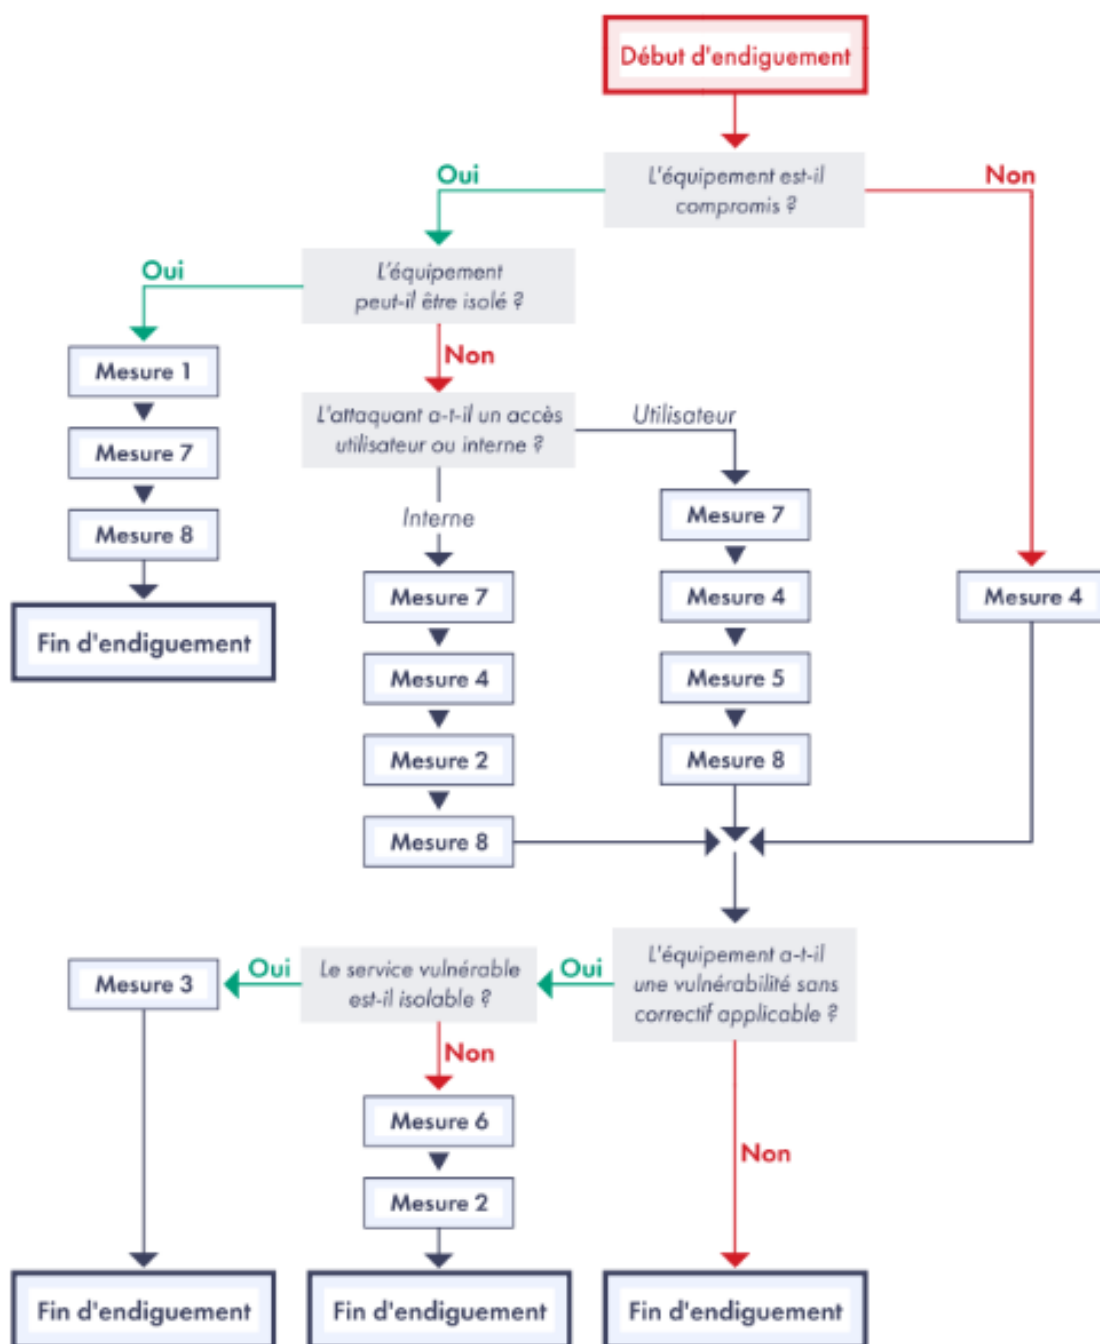 Début d'endiguement
L'équipement est-il
compromis ?
Oui
Non
L'équipement
peut-il être isolé ?
Oui
Non
Mesure 1
Mesure 7
Mesure 8
Fin d'endiguement
L'attaquant a-t-il un accès
utilisateur ou interne ?
Utilisateur
Interne
Mesure 7
Mesure 4
Mesure 2
Mesure 8
Mesure 7
Mesure 4
Mesure 5
Mesure 8
Mesure 4
L'équipement a-t-il
une vulnérabilité sans
correctif applicable ?
Oui
Non
Le service vulnérable
est-il isolable ?
Oui
Non
Mesure 3
Mesure 6
Mesure 2
Fin d'endiguement
Fin d'endiguement
Fin d'endiguement